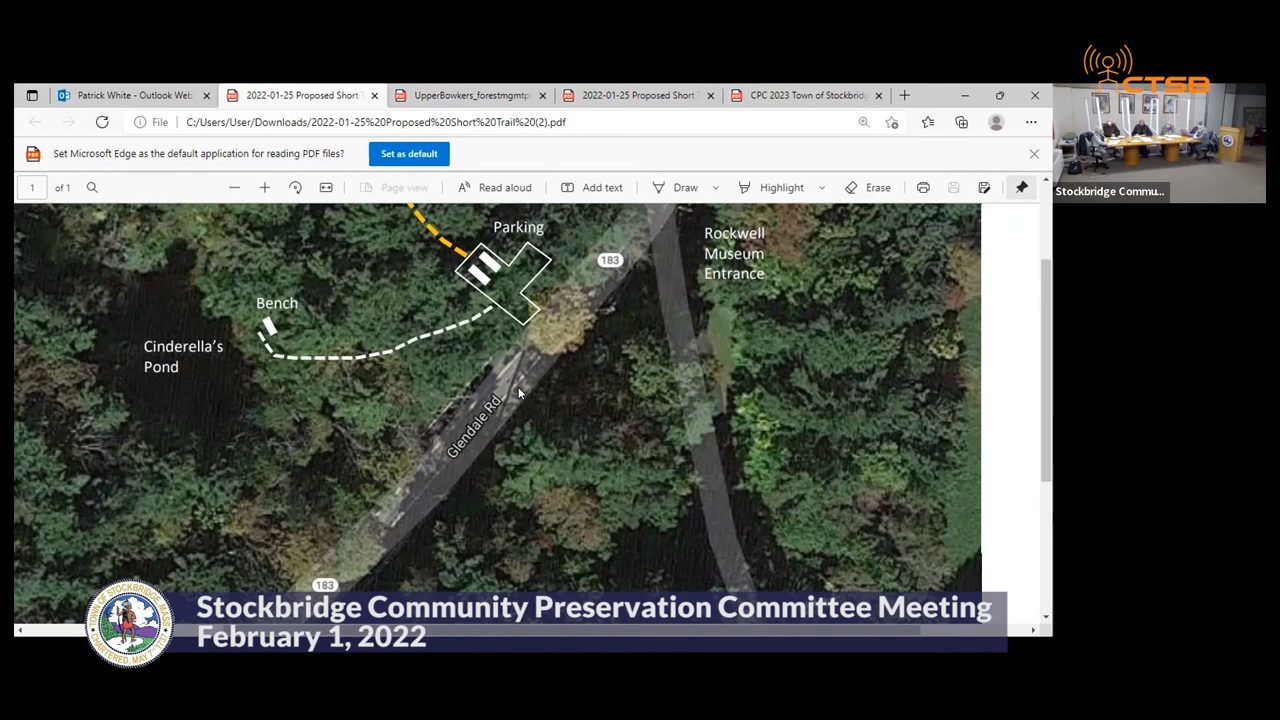 CTSB
Patrick White - Outlook Web
2022-01-25 Proposed Short T
2022-01-25 Proposed Short T
CPC 2023 Town of Stockbridg
File
C:/Users/User/Downloads/2022-01-25%20Proposed%20Short%20Trail%20(2).pdf
Set Microsoft Edge as the default application for reading PDF files?
Set as default
1 of 1
Page view
Read aloud
Add text
Draw
Highlight
Erase
Stockbridge Commu...
Parking
183
Rockwell
Museum
Entrance
Bench
Cinderella's
Pond
Glendale Rd
183
Stockbridge Community Preservation Committee Meeting
February 1, 2022
TOWN OF STOCKBRIDGE, MASS.